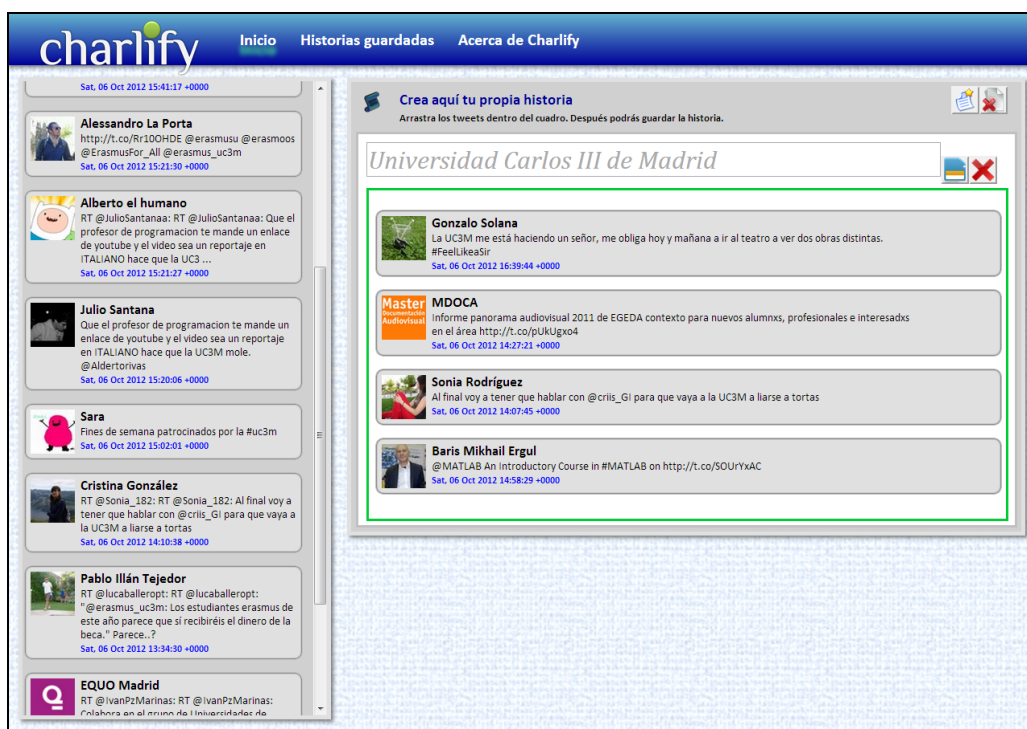 charlify
Inicio
Historias guardadas
Acerca de Charlify
Sat, 06 Oct 2012 15:41:17 +0000
Alessandro La Porta
http://t.co/Rr10OHDE @erasmusu @erasmoos
@ErasmusFor_All @erasmus_uc3m
Sat, 06 Oct 2012 15:21:30 +0000
Alberto el humano
RT @JulioSantanaa: RT @JulioSantanaa: Que el
profesor de programacion te mande un enlace
de youtube y el video sea un reportaje en
ITALIANO hace que la UC3 ...
Sat, 06 Oct 2012 15:21:27 +0000
Julio Santana
Que el profesor de programacion te mande un
enlace de youtube y el video sea un reportaje
en ITALIANO hace que la UC3M mole.
@Aldertorivas
Sat, 06 Oct 2012 15:20:06 +0000
Sara
Fines de semana patrocinados por la #uc3m
Sat, 06 Oct 2012 15:02:01 +0000
Cristina González
RT @Sonia_182: RT @Sonia_182: Al final voy a
tener que hablar con @criis_GI para que vaya a
la UC3M a liarse a tortas
Sat, 06 Oct 2012 14:10:38 +0000
Pablo Illán Tejedor
RT @lucaballeropt: RT @lucaballeropt:
"@erasmus_uc3m: Los estudiantes erasmus de
este año parece que sí recibiréis el dinero de la
beca." Parece..?
Sat, 06 Oct 2012 13:34:30 +0000
EQUO Madrid
RT @IvanPzMarinas: RT @IvanPzMarinas:
Colabora en el grupo de Universidades de
Crea aquí tu propia historia
Arrastra los tweets dentro del cuadro. Después podrás guardar la historia.
Universidad Carlos III de Madrid
Gonzalo Solana
La UC3M me está haciendo un señor, me obliga hoy y mañana a ir al teatro a ver dos obras distintas.
#FeelLikeaSir
Sat, 06 Oct 2012 16:39:44 +0000
Master
Documentación
Audiovisual
MDOCA
Informe panorama audiovisual 2011 de EGEDA contexto para nuevos alumnxs, profesionales e interesadxs
en el área http://t.co/pUkUgxo4
Sat, 06 Oct 2012 14:27:21 +0000
Sonia Rodríguez
Al final voy a tener que hablar con @criis_GI para que vaya a la UC3M a liarse a tortas
Sat, 06 Oct 2012 14:07:45 +0000
Baris Mikhail Ergul
@MATLAB An Introductory Course in #MATLAB on http://t.co/SOUrYxAC
Sat, 06 Oct 2012 14:58:29 +0000